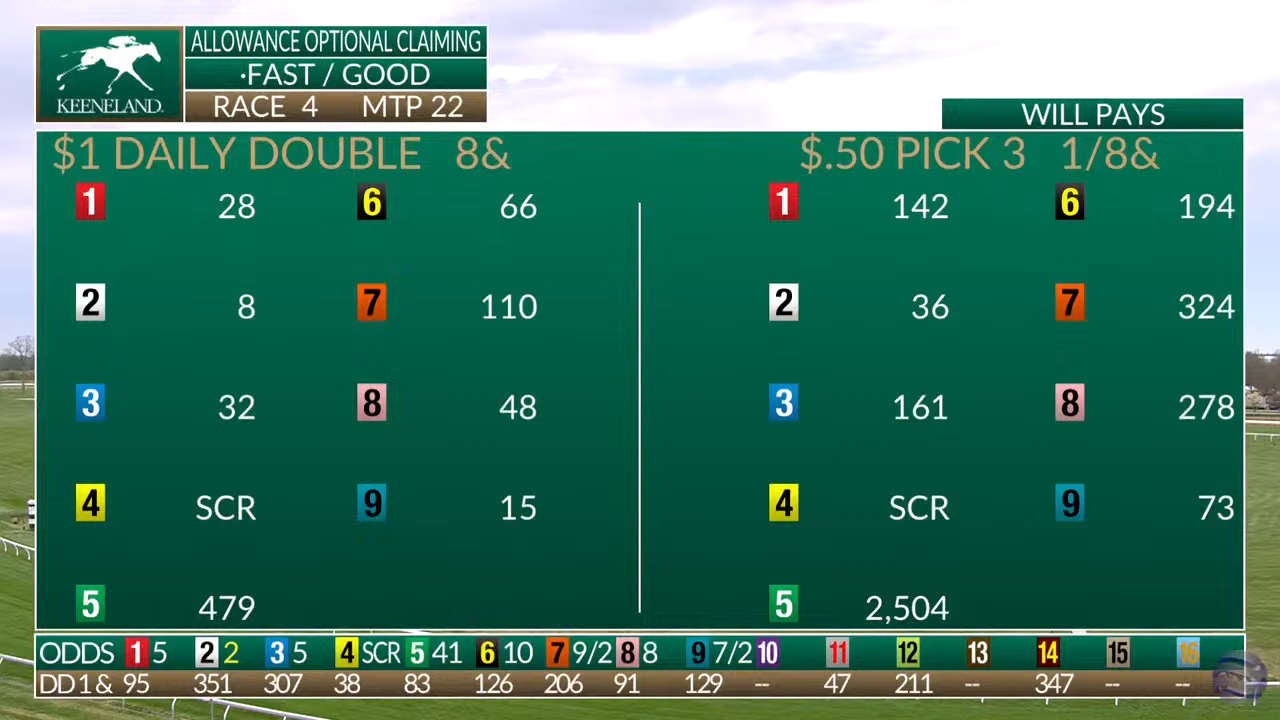 ALLOWANCE OPTIONAL CLAIMING
·FAST / GOOD
KEENELAND
RACE 4 MTP 22
WILL PAYS
$1 DAILY DOUBLE 8& $.50 PICK 3 1/8&
1 28 6 66 1 142 6 194
2 8 7 110 2 36 7 324
3 32 8 48 3 161 8 278
4 SCR 9 15 4 SCR 9 73
5 479 5 2,504
ODDS 1 5 2 2 3 5 4 SCR 5 41 6 10 7 9/2 8 8 9 7/2 10 11 12 13 14 15 16
DD 1 & 95 351 307 38 83 126 206 91 129 -- 47 211 -- 347 -- --